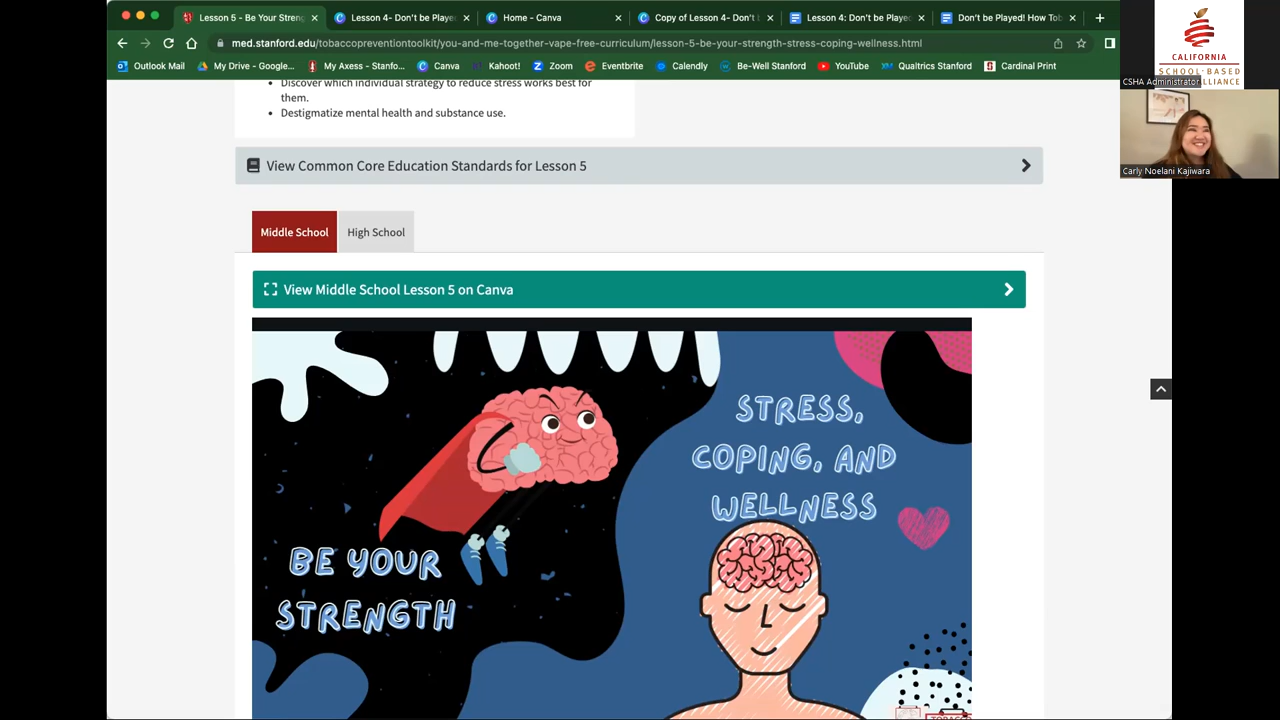 Lesson 5 - Be Your Streng
Lesson 4- Don't be Played...
Home - Canva
Copy of Lesson 4- Don't b
Lesson 4: Don't be Played...
Don't be Played! How Tob
med.stanford.edu/tobaccopreventiontoolkit/you-and-me-together-vape-free-curriculum/lesson-5-be-your-strength-stress-coping-wellness.html
Outlook Mail
My Drive - Google...
My Axess - Stanfo...
Canva
Kahoot!
Zoom
Eventbrite
Calendly
Be-Well Stanford
YouTube
Qualtrics Stanford
Cardinal Print
CALIFORNIA
CSHA Administrator
Carly Noelani Kajiwara
Discover which individual strategy to reduce stress works best for
them.
Destigmatize mental health and substance use.
View Common Core Education Standards for Lesson 5
Middle School
High School
View Middle School Lesson 5 on Canva
BE YOUR
STRENGTH
STRESS,
COPING, AND
WELLNESS